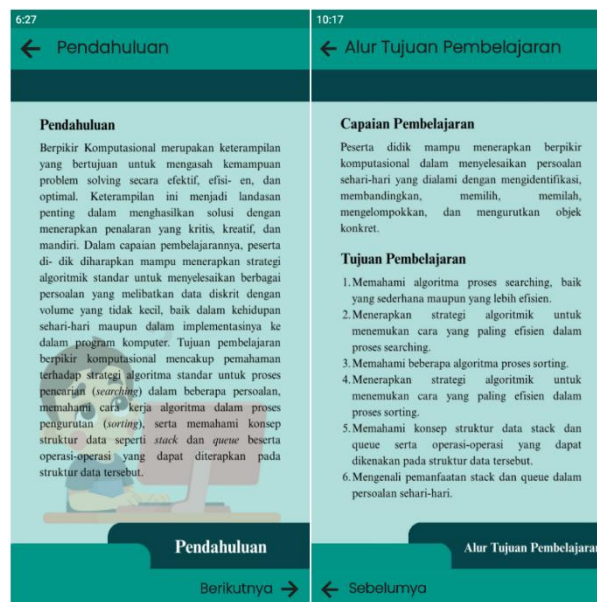 6:27
← Pendahuluan
Pendahuluan
Berpikir Komputasional merupakan keterampilan
yang bertujuan untuk mengasah kemampuan
problem solving secara efektif, efisi- en, dan
optimal. Keterampilan ini menjadi landasan
penting dalam menghasilkan solusi dengan
menerapkan penalaran yang kritis, kreatif, dan
mandiri. Dalam capaian pembelajarannya, peserta
di- dik diharapkan mampu menerapkan strategi
algoritmik standar untuk menyelesaikan berbagai
persoalan yang melibatkan data diskrit dengan
volume yang tidak kecil, baik dalam kehidupan
sehari-hari maupun dalam implementasinya ke
dalam program komputer. Tujuan pembelajaran
berpikir komputasional mencakup pemahaman
terhadap strategi algoritma standar untuk proses
pencarian (searching) dalam beberapa persoalan,
memahami cara kerja algoritma dalam proses
pengurutan (sorting), serta memahami konsep
struktur data seperti stack dan queue beserta
operasi-operasi yang dapat diterapkan pada
struktur data tersebut.
Pendahuluan
Berikutnya →
10:17
← Alur Tujuan Pembelajaran
Capaian Pembelajaran
Peserta didik mampu menerapkan berpikir
komputasional dalam menyelesaikan persoalan
sehari-hari yang dialami dengan mengidentifikasi,
membandingkan, memilih, memilah,
mengelompokkan, dan mengurutkan objek
konkret.
Tujuan Pembelajaran
1. Memahami algoritma proses searching, baik
yang sederhana maupun yang lebih efisien.
2. Menerapkan strategi algoritmik untuk
menemukan cara yang paling efisien dalam
proses searching.
3. Memahami beberapa algoritma proses sorting.
4. Menerapkan strategi algoritmik untuk
menemukan cara yang paling efisien dalam
proses sorting.
5. Memahami konsep struktur data stack dan
queue serta operasi-operasi yang dapat
dikenakan pada struktur data tersebut.
6. Mengenali pemanfaatan stack dan queue dalam
persoalan sehari-hari.
Alur Tujuan Pembelajaran
← Sebelumya